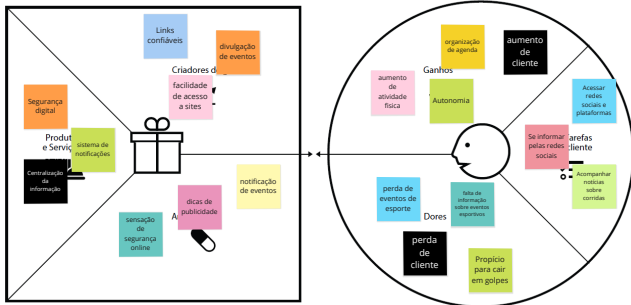 Links
confiáveis
divulgação
de eventos
Criadores de
facilidade
de acesso
a sites
Segurança
digital
sistema de
notificações
e Serviç
Centralização
da
informação
notificação
de eventos
dicas de
publicidade
sensação
de
segurança
online
organização
de agenda
aumento
de
cliente
Ganhos
aumento
de
atividade
física
Autonomia
Acessar
redes
sociais e
plataformas
Se informar
pelas redes
sociais
arefas
cliente
Acompanhar
notícias
sobre
corridas
perda de
eventos de
esporte
falta de
informação
sobre eventos
esportivos
Dores
perda
de
cliente
Propício
para cair
em golpes